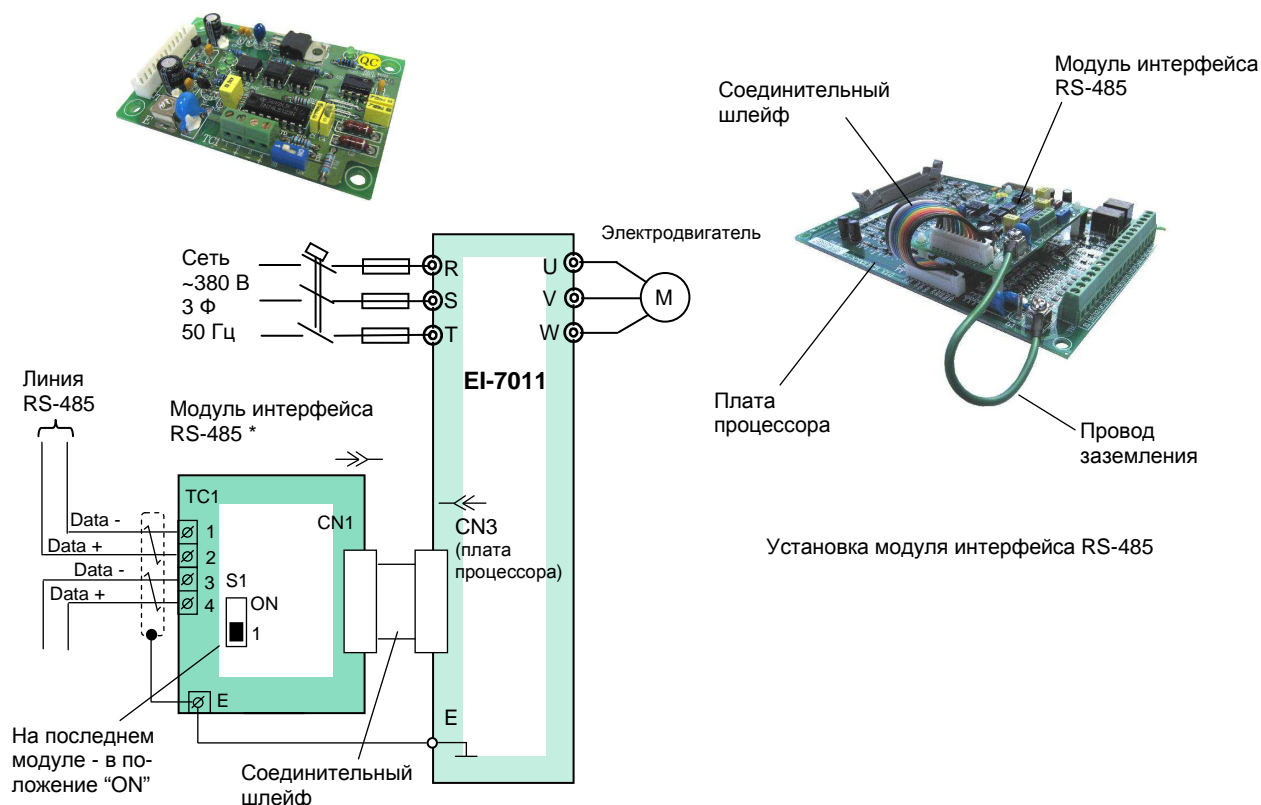 QC
E
TC1
Соединительный
шлейф
Модуль интерфейса
RS-485
Плата
процессора
Провод
заземления
Установка модуля интерфейса RS-485
Сеть
~380 В
3 Ф
50 Гц
R
S
T
U
V
W
Электродвигатель
M
EI-7011
Линия
RS-485
Модуль интерфейса
RS-485 *
TC1
Data -
1
Data +
2
Data -
3
Data +
4
S1
ON
1
CN1
CN3
(плата
процессора)
E
E
На последнем
модуле - в по-
ложение “ON”
Соединительный
шлейф